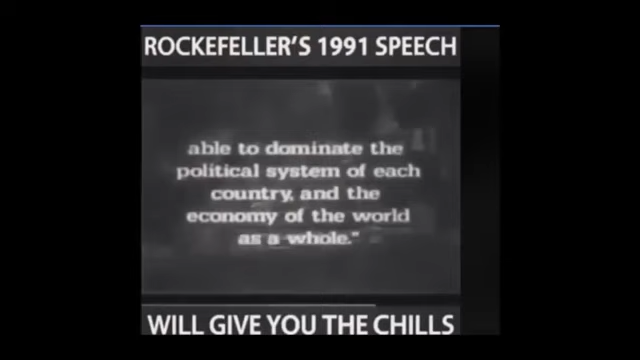 ROCKEFELLER'S 1991 SPEECH
able to dominate the
political system of each
country, and the
economy of the world
as a whole."
WILL GIVE YOU THE CHILLS